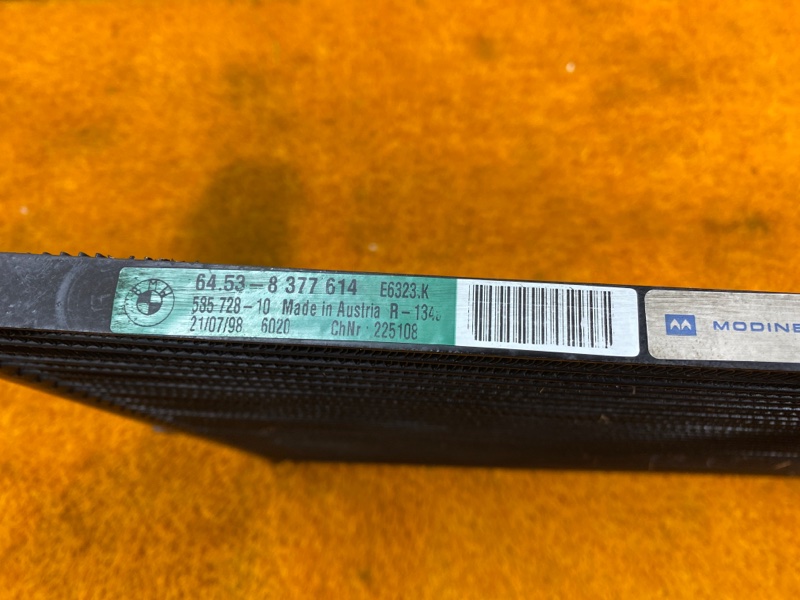 BMW
64.53-8 377 614 E6323.K
585 728-10 Made in Austria R-134
21/07/98 6020 ChNr 225108
MODINE